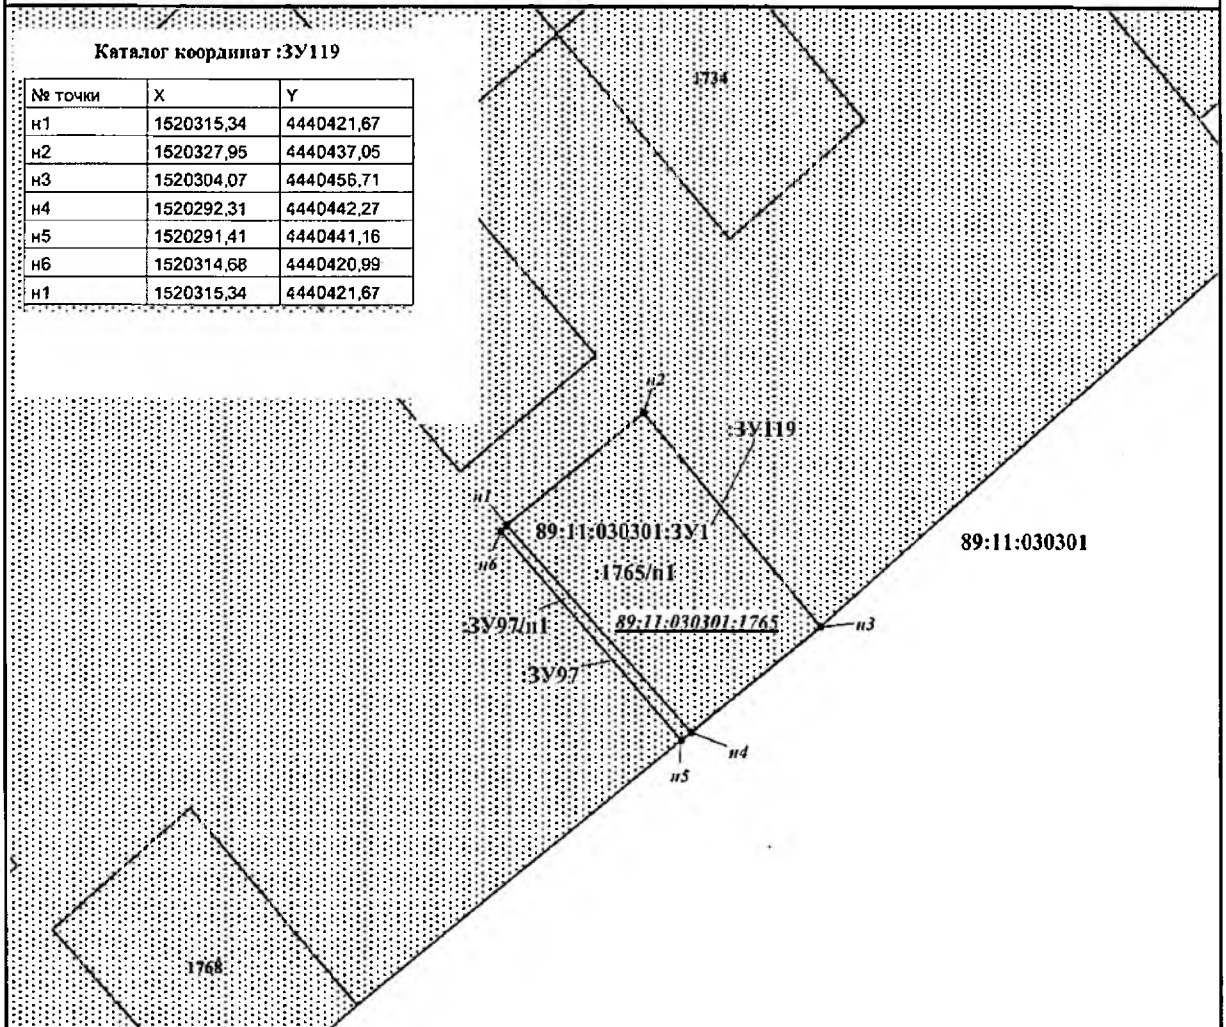 Каталог координат :ЗУ119
№ точки X Y
н1 1520315,34 4440421,67
н2 1520327,95 4440437,05
н3 1520304,07 4440456,71
н4 1520292,31 4440442,27
н5 1520291,41 4440441,16
н6 1520314,68 4440420,99
н1 1520315,34 4440421,67
1734
н2
:ЗУ119
н1
89:11:030301:ЗУ1
89:11:030301
н6
:1765/п1
:ЗУ97/п1
89:11:030301:1765
н3
:ЗУ97
н4
н5
1768